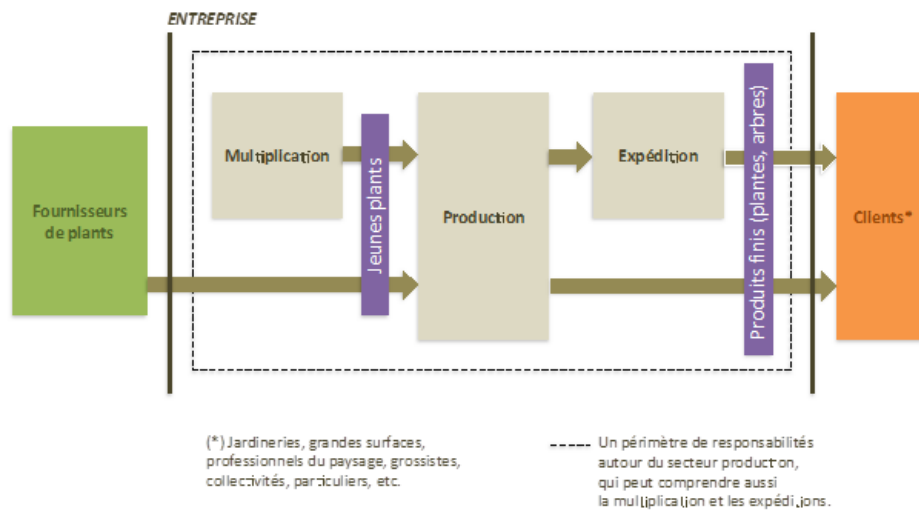 ENTREPRISE
Fournisseurs
de plants
Multiplication
Jeunes plants
Production
Expédition
Produits finis (plantes, arbres)
Clients*
(*) Jardineries, grandes surfaces,
professionnels du paysage, grossistes,
collectivités, particuliers, etc.
Un périmètre de responsabilités
autour du secteur production,
qui peut comprendre aussi
la multiplication et les expéditions.